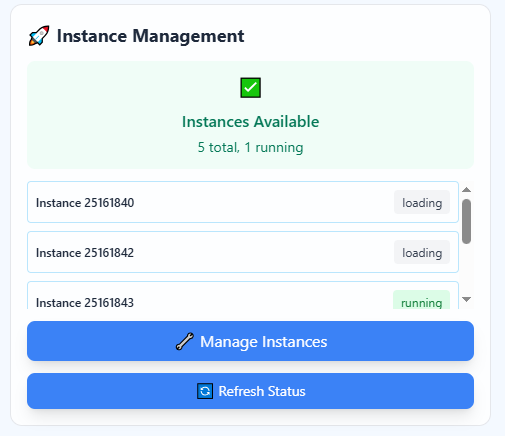 Instance Management
Instances Available
5 total, 1 running
Instance 25161840 loading
Instance 25161842 loading
Instance 25161843 running
Manage Instances
Refresh Status